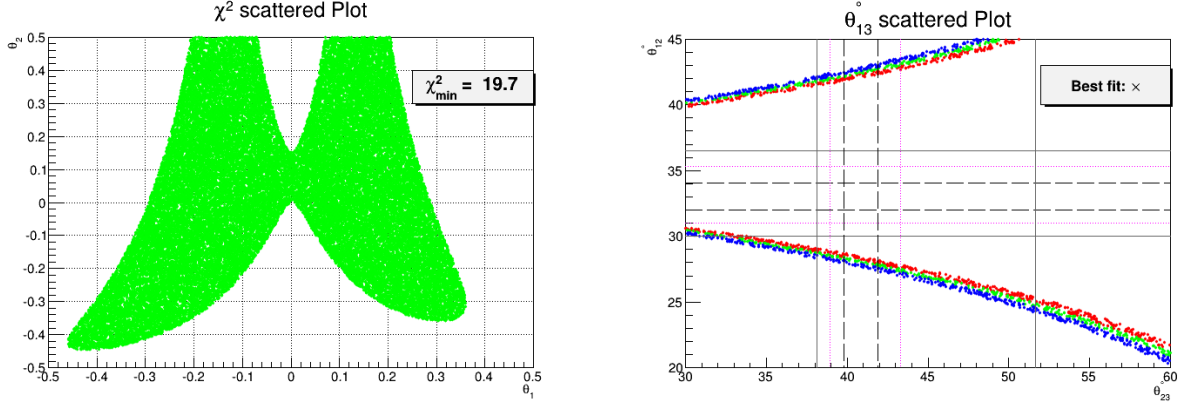 χ² scattered Plot
θ₂
0.5
0.4
0.3
0.2
0.1
0
-0.1
-0.2
-0.3
-0.4
-0.5
χ²min = 19.7
-0.5 -0.4 -0.3 -0.2 -0.1 0 0.1 0.2 0.3 0.4 0.5
θ₁
θ°₁₃ scattered Plot
θ°₁₂
45
40
35
30
25
20
Best fit: ×
30 35 40 45 50 55 60
θ°₂₃